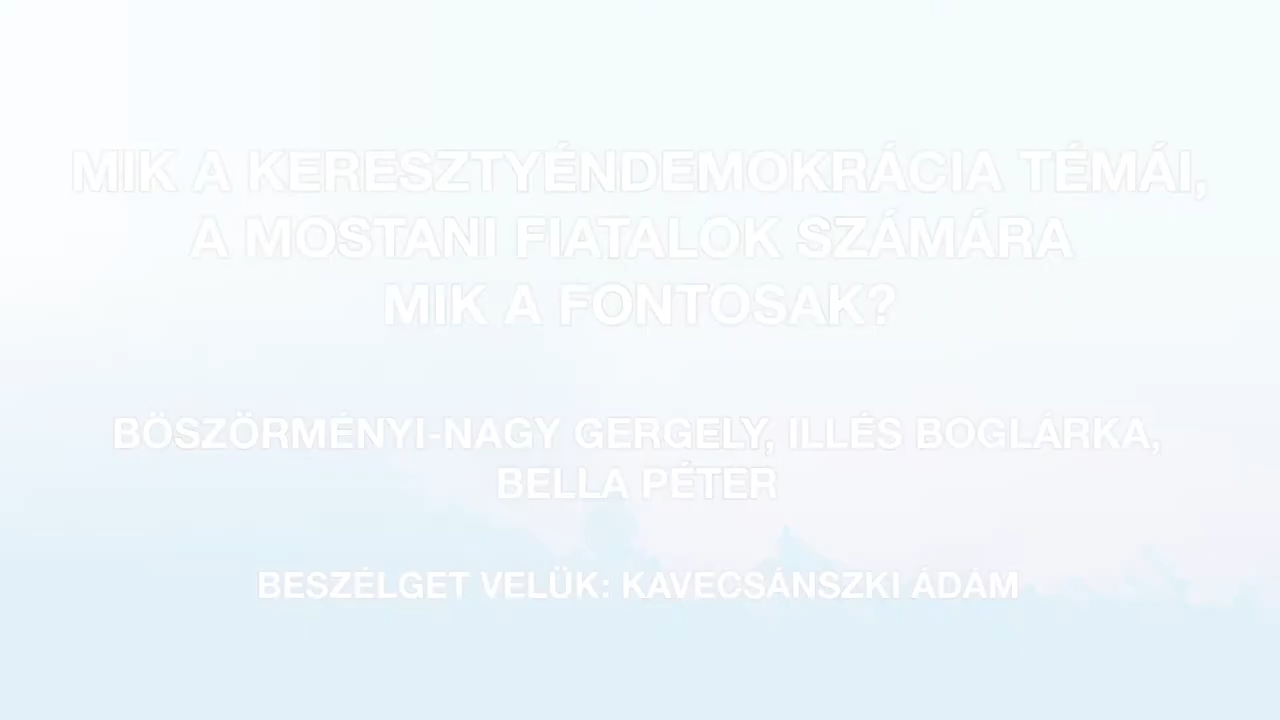 MIK A KERESZTYÉNDEMOKRÁCIA TÉMÁI,
A MOSTANI FIATALOK SZÁMÁRA
MIK A FONTOSAK?
BÖSZÖRMÉNYI-NAGY GERGELY, ILLÉS BOGLÁRKA,
BELLA PÉTER
BESZÉLGET VELÜK: KAVECSÁNSZKI ÁDÁM